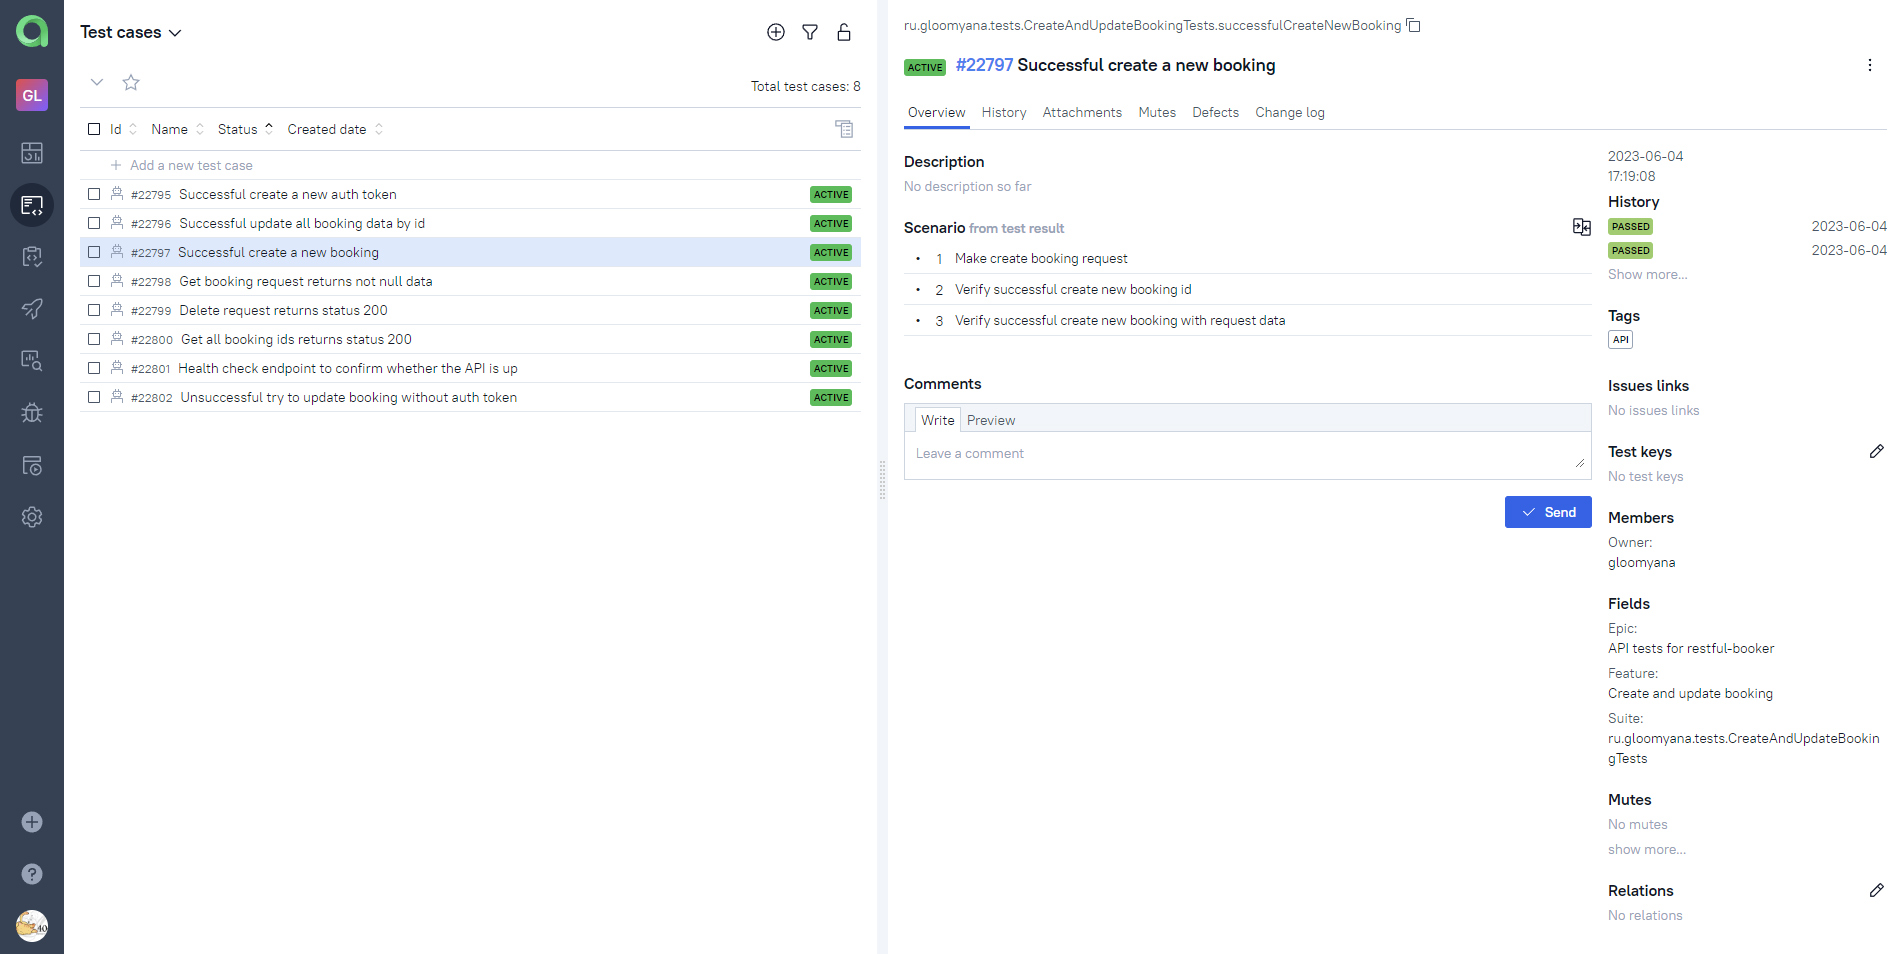 GL
Test cases
Total test cases: 8
Id Name Status Created date
Add a new test case
#22795 Successful create a new auth token ACTIVE
#22796 Successful update all booking data by id ACTIVE
#22797 Successful create a new booking ACTIVE
#22798 Get booking request returns not null data ACTIVE
#22799 Delete request returns status 200 ACTIVE
#22800 Get all booking ids returns status 200 ACTIVE
#22801 Health check endpoint to confirm whether the API is up ACTIVE
#22802 Unsuccessful try to update booking without auth token ACTIVE
ru.gloomyana.tests.CreateAndUpdateBookingTests.successfulCreateNewBooking
ACTIVE #22797 Successful create a new booking
Overview History Attachments Mutes Defects Change log
Description
No description so far
Scenario from test result
• 1 Make create booking request
• 2 Verify successful create new booking id
• 3 Verify successful create new booking with request data
Comments
Write Preview
Leave a comment
Send
2023-06-04
17:19:08
History
PASSED 2023-06-04
PASSED 2023-06-04
Show more...
Tags
API
Issues links
No issues links
Test keys
No test keys
Members
Owner:
gloomyana
Fields
Epic:
API tests for restful-booker
Feature:
Create and update booking
Suite:
ru.gloomyana.tests.CreateAndUpdateBookin
gTests
Mutes
No mutes
show more...
Relations
No relations